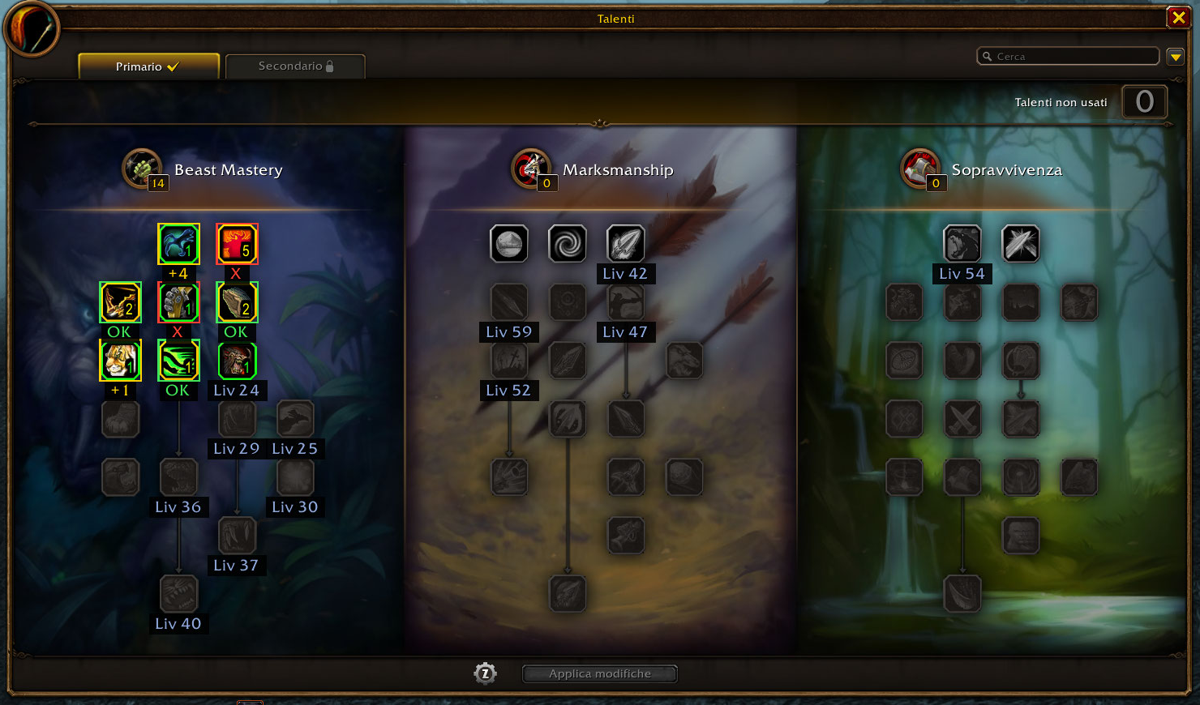 Talenti
Primario
Secondario
Cerca
Talenti non usati
0
Beast Mastery
14
Marksmanship
0
Sopravvivenza
0
1
5
+4
X
Liv 42
Liv 54
2
1
2
OK
X
OK
Liv 59
Liv 47
1
1
1
+1
OK
Liv 24
Liv 52
Liv 29
Liv 25
Liv 36
Liv 30
Liv 37
Liv 40
Z
Applica modifiche